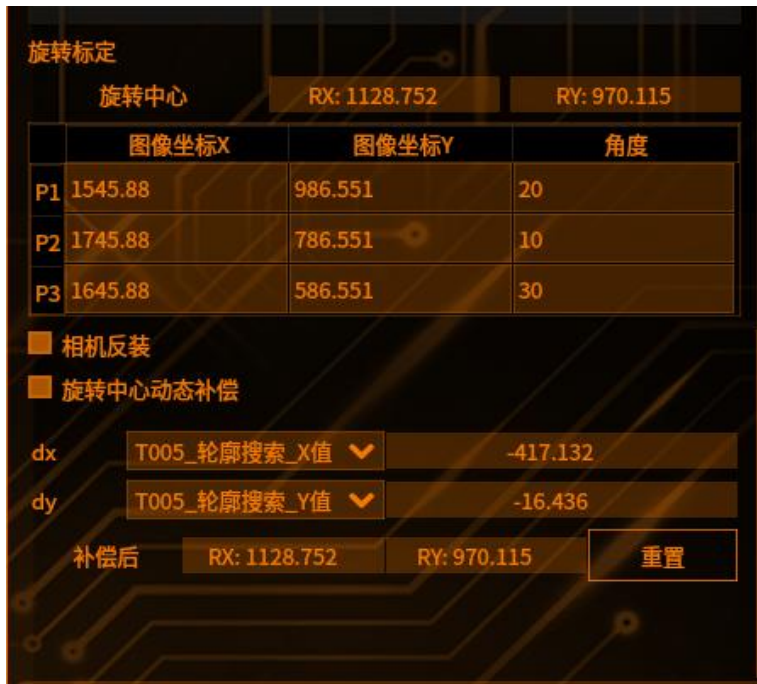 旋转标定
旋转中心 RX: 1128.752 RY: 970.115
图像坐标X 图像坐标Y 角度
P1 1545.88 986.551 20
P2 1745.88 786.551 10
P3 1645.88 586.551 30
相机反装
旋转中心动态补偿
dx T005_轮廓搜索_X值 -417.132
dy T005_轮廓搜索_Y值 -16.436
补偿后 RX: 1128.752 RY: 970.115 重置